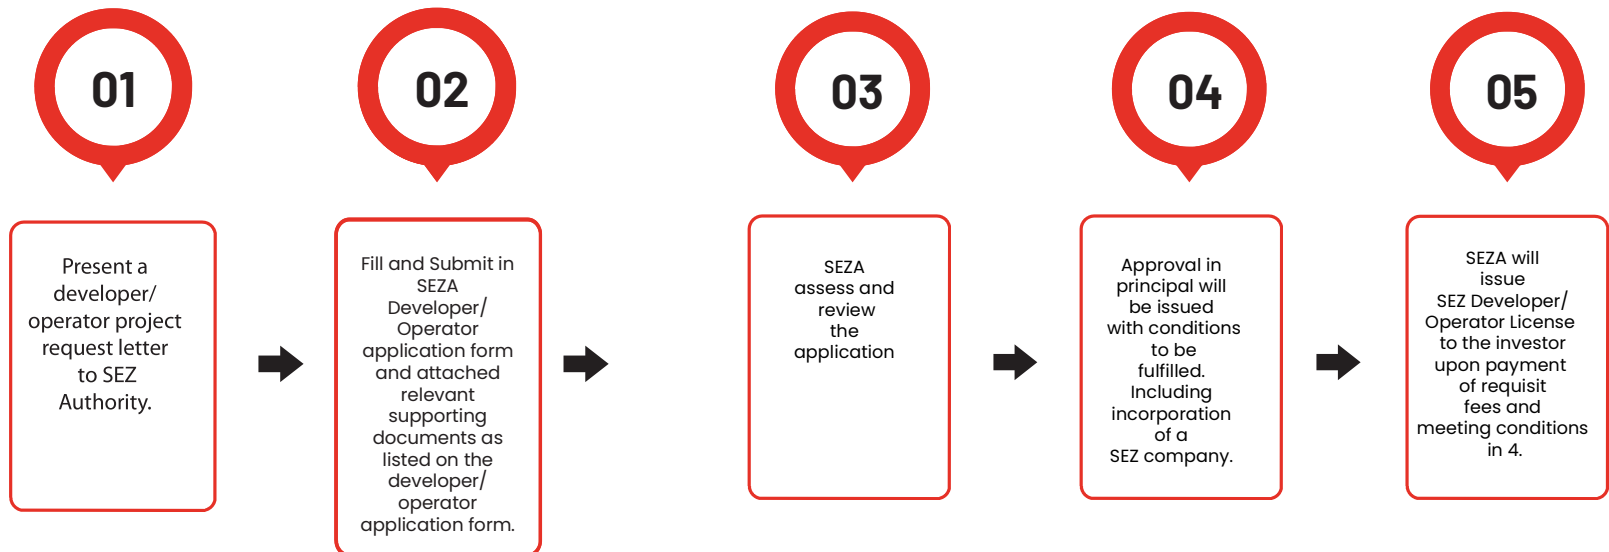 01
Present a
developer/
operator project
request letter
to SEZ
Authority.
02
Fill and Submit in
SEZA
Developer/
Operator
application form
and attached
relevant
supporting
documents as
listed on the
developer/
operator
application form.
03
SEZA
assess and
review
the
application
04
Approval in
principal will
be issued
with conditions
to be
fulfilled.
Including
incorporation
of a
SEZ company.
05
SEZA will
issue
SEZ Developer/
Operator License
to the investor
upon payment
of requisit
fees and
meeting conditions
in 4.